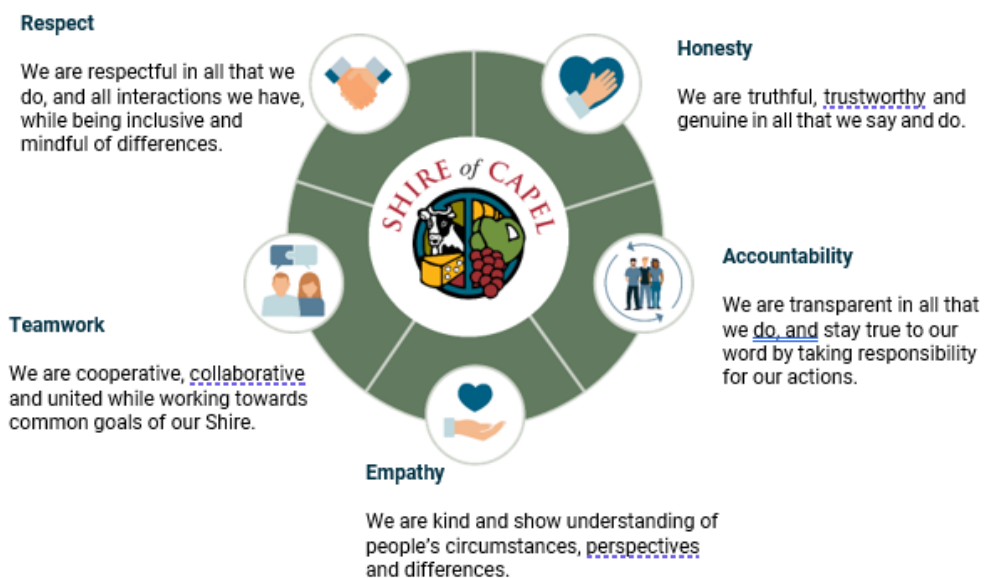 Respect
We are respectful in all that we
do, and all interactions we have,
while being inclusive and
mindful of differences.
Honesty
We are truthful, trustworthy and
genuine in all that we say and do.
SHIRE of CAPEL
Accountability
We are transparent in all that
we do, and stay true to our
word by taking responsibility
for our actions.
Teamwork
We are cooperative, collaborative
and united while working towards
common goals of our Shire.
Empathy
We are kind and show understanding of
people's circumstances, perspectives
and differences.